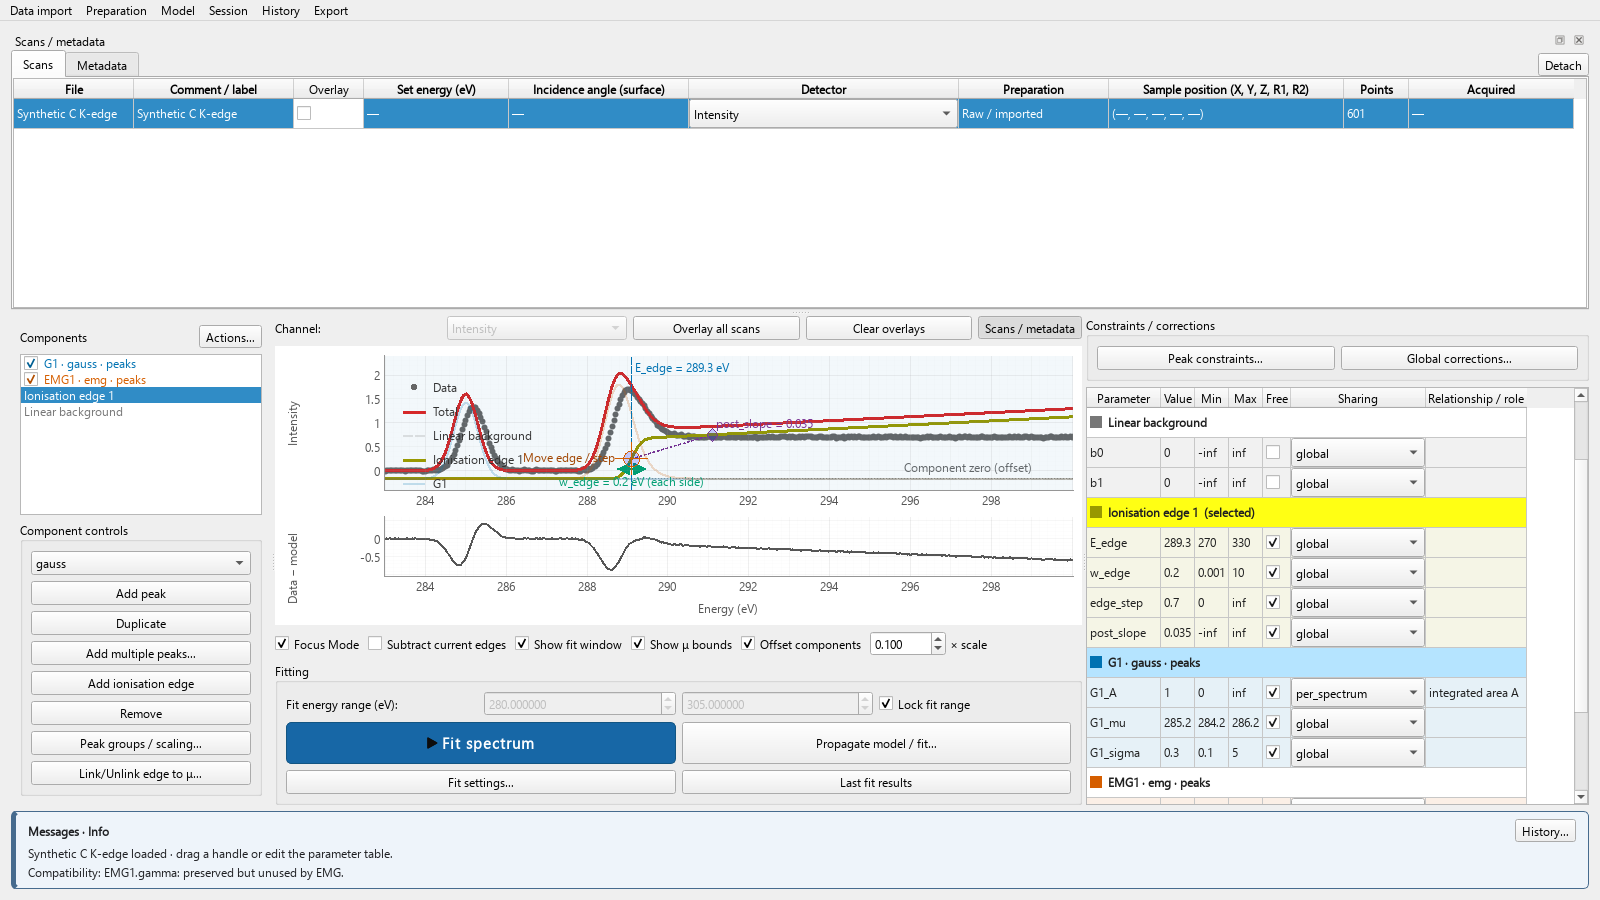 Data import Preparation Model Session History Export
Scans / metadata
Scans Metadata Detach
File Comment / label Overlay Set energy (eV) Incidence angle (surface) Detector Preparation Sample position (X, Y, Z, R1, R2) Points Acquired
Synthetic C K-edge Synthetic C K-edge — — Intensity Raw / imported (—, —, —, —, —) 601 —
Components Actions...
G1 · gauss · peaks
EMG1 · emg · peaks
Ionisation edge 1
Linear background
Component controls
gauss
Add peak
Duplicate
Add multiple peaks...
Add ionisation edge
Remove
Peak groups / scaling...
Link/Unlink edge to μ...
Channel: Intensity Overlay all scans Clear overlays Scans / metadata
E_edge = 289.3 eV
Data
Total
Linear background
Ionisation edge 1
G1
post_slope = 0.035
Move edge / step
w_edge = 0.2 eV (each side)
Component zero (offset)
Intensity
2
1.5
1
0.5
0
284 286 288 290 292 294 296 298
Data − model
0
-0.5
284 286 288 290 292 294 296 298
Energy (eV)
Focus Mode Subtract current edges Show fit window Show μ bounds Offset components 0.100 × scale
Fitting
Fit energy range (eV): 280.000000 305.000000 Lock fit range
Fit spectrum Propagate model / fit...
Fit settings... Last fit results
Constraints / corrections
Peak constraints... Global corrections...
Parameter Value Min Max Free Sharing Relationship / role
Linear background
b0 0 -inf inf global
b1 0 -inf inf global
Ionisation edge 1 (selected)
E_edge 289.3 270 330 global
w_edge 0.2 0.001 10 global
edge_step 0.7 0 inf global
post_slope 0.035 -inf inf global
G1 · gauss · peaks
G1_A 1 0 inf per_spectrum integrated area A
G1_mu 285.2 284.2 286.2 global
G1_sigma 0.3 0.1 5 global
EMG1 · emg · peaks
Messages · Info History...
Synthetic C K-edge loaded · drag a handle or edit the parameter table.
Compatibility: EMG1.gamma: preserved but unused by EMG.